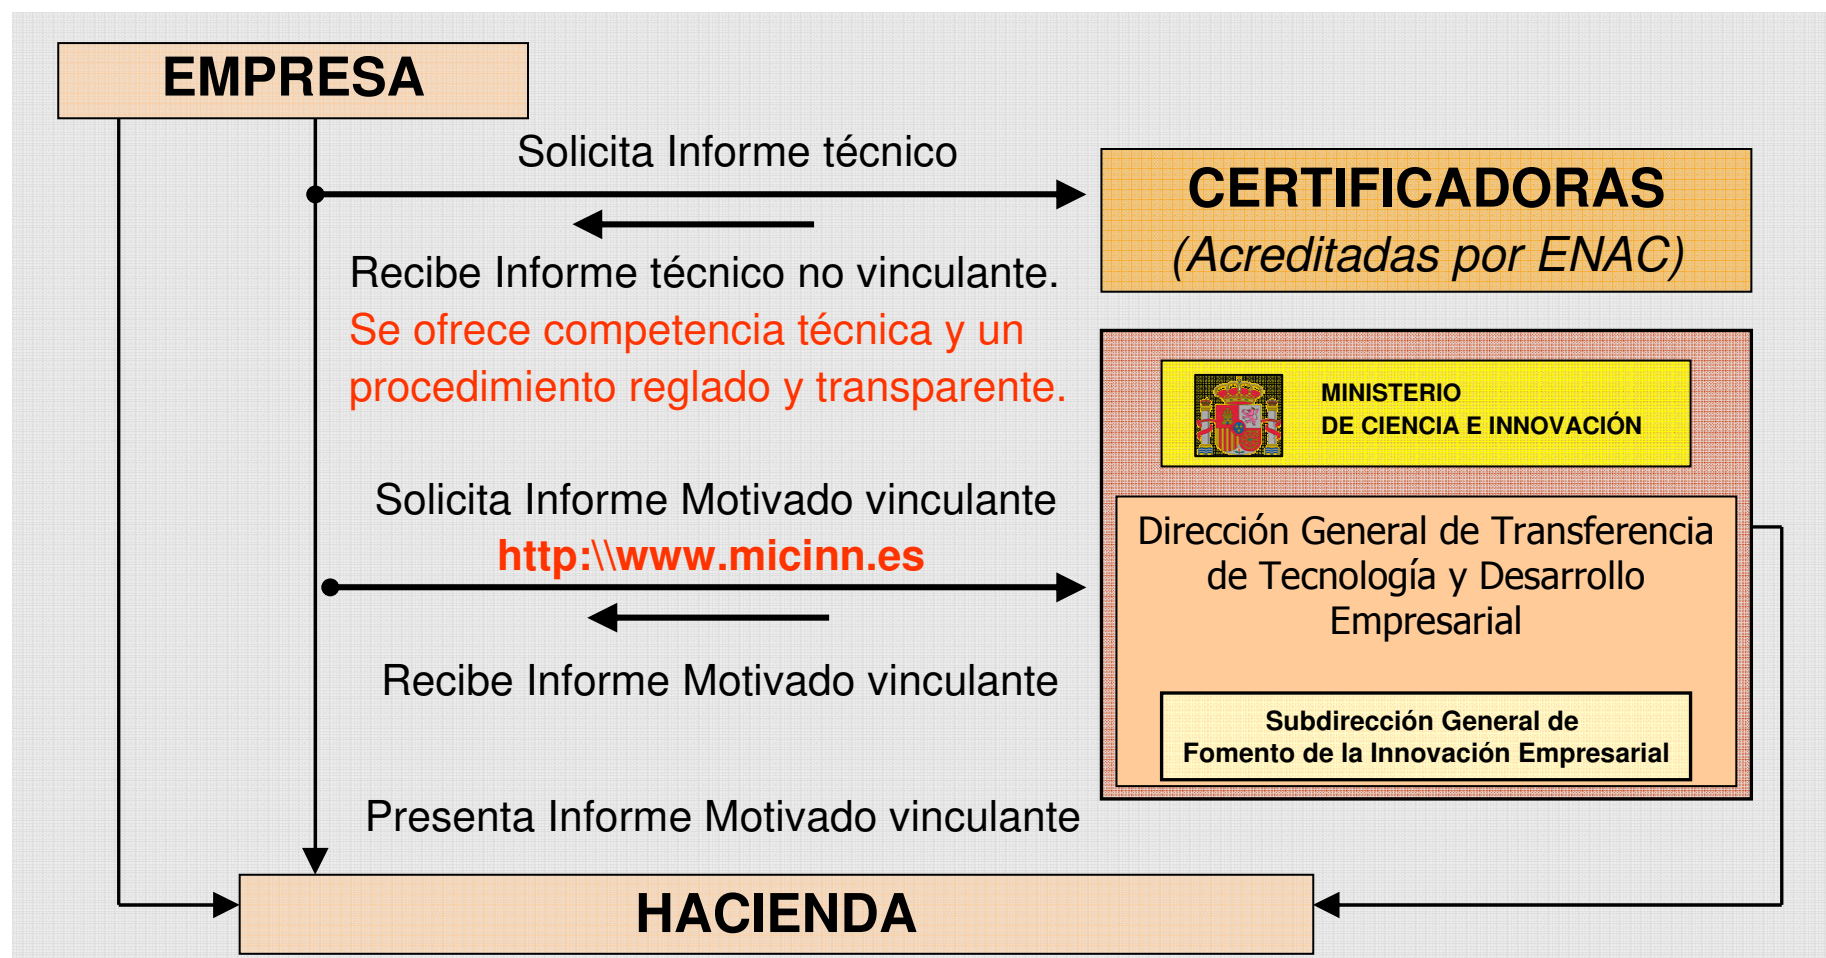 EMPRESA
Solicita Informe técnico
CERTIFICADORAS
(Acreditadas por ENAC)
Recibe Informe técnico no vinculante.
Se ofrece competencia técnica y un
procedimiento reglado y transparente.
MINISTERIO
DE CIENCIA E INNOVACIÓN
Solicita Informe Motivado vinculante
http:\\www.micinn.es
Dirección General de Transferencia
de Tecnología y Desarrollo
Empresarial
Recibe Informe Motivado vinculante
Subdirección General de
Fomento de la Innovación Empresarial
Presenta Informe Motivado vinculante
HACIENDA